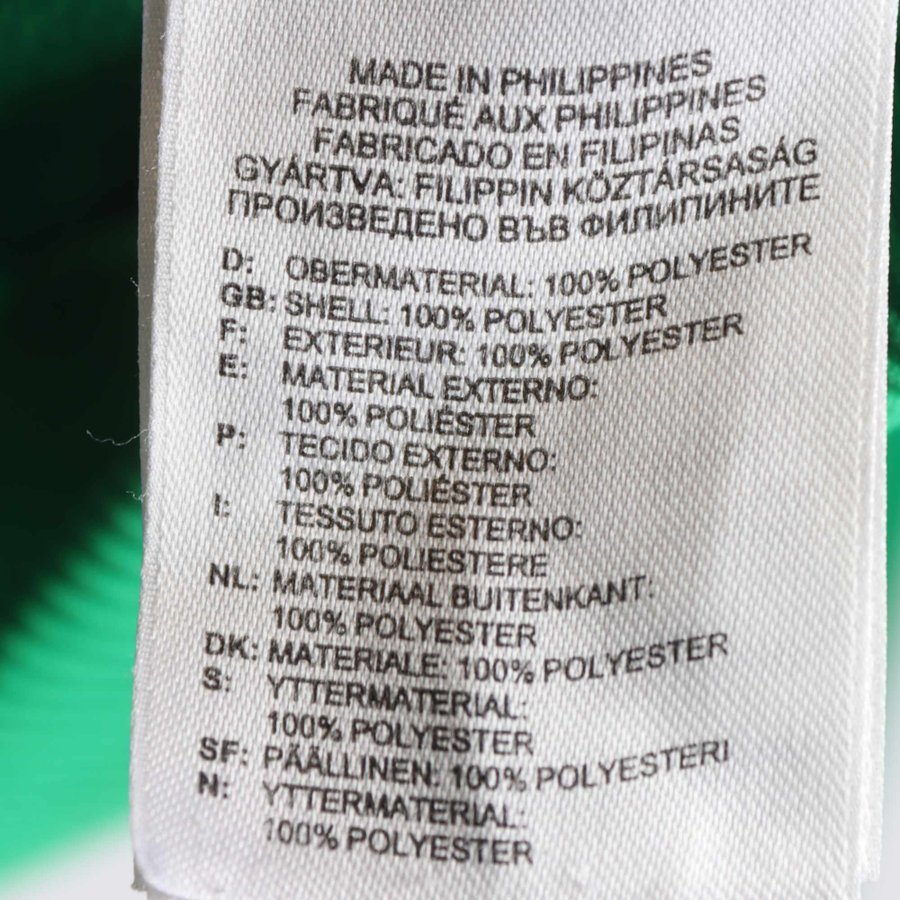 MADE IN PHILIPPINES
FABRIQUÉ AUX PHILIPPINES
FABRICADO EN FILIPINAS
GYÁRTVA: FILIPPIN KÖZTÁRSASÁG
ПРОИЗВЕДЕНО ВЪВ ФИЛИПИНИТЕ
D: OBERMATERIAL: 100% POLYESTER
GB: SHELL: 100% POLYESTER
F: EXTERIEUR: 100% POLYESTER
E: MATERIAL EXTERNO:
100% POLIÉSTER
P: TECIDO EXTERNO:
100% POLIÉSTER
I: TESSUTO ESTERNO:
100% POLIESTERE
NL: MATERIAAL BUITENKANT:
100% POLYESTER
DK: MATERIALE: 100% POLYESTER
S: YTTERMATERIAL:
100% POLYESTER
SF: PÄÄLLINEN: 100% POLYESTERI
N: YTTERMATERIAL:
100% POLYESTER